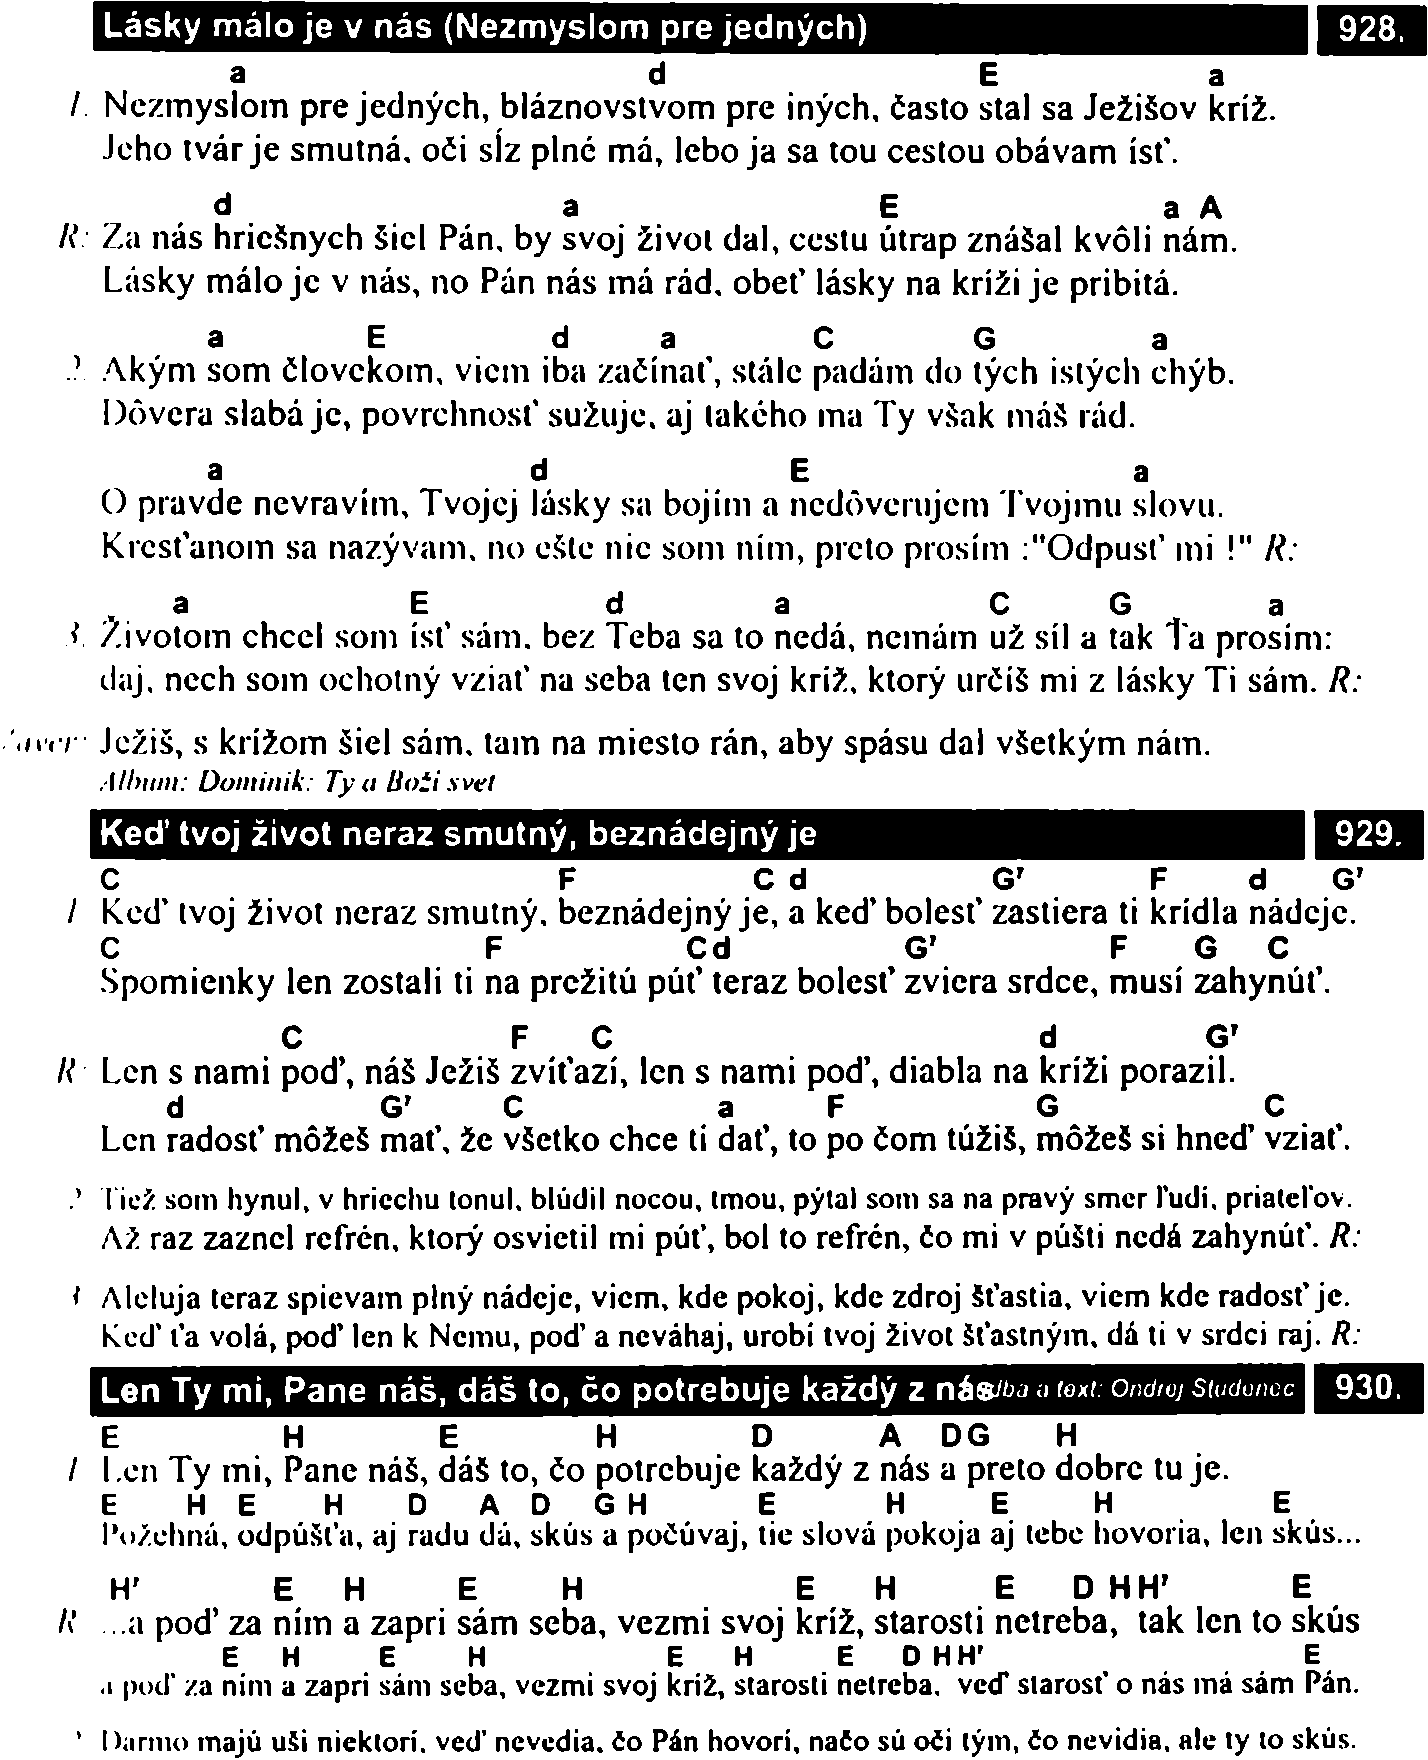 Lásky málo je v nás (Nezmyslom pre jedných) 928.
a d E a
1. Nezmyslom pre jedných, bláznovstvom pre iných, často stal sa Ježišov kríž.
Jeho tvár je smutná, oči sĺz plné má, lebo ja sa tou cestou obávam ísť.
d a E a A
R: Za nás hriešnych šiel Pán, by svoj život dal, cestu útrap znášal kvôli nám.
Lásky málo je v nás, no Pán nás má rád, obeť lásky na kríži je pribitá.
a E d a C G a
2. Akým som človekom, viem iba začínať, stále padám do tých istých chýb.
Dôvera slabá je, povrchnosť sužuje, aj takého ma Ty však máš rád.
a d E a
O pravde nevravím, Tvojej lásky sa bojím a nedôverujem Tvojmu slovu.
Kresťanom sa nazývam, no ešte nie som ním, preto prosím :"Odpusť mi !" R:
a E d a C G a
3. Životom chcel som ísť sám, bez Teba sa to nedá, nemám už síl a tak Ťa prosím:
daj, nech som ochotný vziať na seba ten svoj kríž, ktorý určíš mi z lásky Ti sám. R:
Záver: Ježiš, s krížom šiel sám, tam na miesto rán, aby spásu dal všetkým nám.
Album: Dominik: Ty a Boží svet
Keď tvoj život neraz smutný, beznádejný je 929.
C F C d G' F d G'
1 Keď tvoj život neraz smutný, beznádejný je, a keď bolesť zastiera ti krídla nádeje.
C F C d G' F G C
Spomienky len zostali ti na prežitú púť teraz bolesť zviera srdce, musí zahynúť.
C F C d G'
R: Len s nami poď, náš Ježiš zvíťazí, len s nami poď, diabla na kríži porazil.
d G' C a F G C
Len radosť môžeš mať, že všetko chce ti dať, to po čom túžiš, môžeš si hneď vziať.
2 Tiež som hynul, v hriechu tonul, blúdil nocou, tmou, pýtal som sa na pravý smer ľudí, priateľov.
Až raz zaznel refrén, ktorý osvietil mi púť, bol to refrén, čo mi v púšti nedá zahynúť. R:
3 Aleluja teraz spievam plný nádeje, viem, kde pokoj, kde zdroj šťastia, viem kde radosť je.
Keď ťa volá, poď len k Nemu, poď a neváhaj, urobí tvoj život šťastným, dá ti v srdci raj. R:
Len Ty mi, Pane náš, dáš to, čo potrebuje každý z nás Hudba a text: Ondrej Studenec 930.
E H E H D A D G H
1 Len Ty mi, Pane náš, dáš to, čo potrebuje každý z nás a preto dobre tu je.
E H E H D A D G H E H E H E
Požehná, odpúšťa, aj radu dá, skús a počúvaj, tie slová pokoja aj tebe hovoria, len skús...
H' E H E H E H E D H H' E
R ...a poď za ním a zapri sám seba, vezmi svoj kríž, starosti netreba, tak len to skús
E H E H E H E D H H' E
a poď za ním a zapri sám seba, vezmi svoj kríž, starosti netreba, veď starosť o nás má sám Pán.
2 Darmo majú uši niektorí, veď nevedia, čo Pán hovorí, načo sú oči tým, čo nevidia, ale ty to skús.